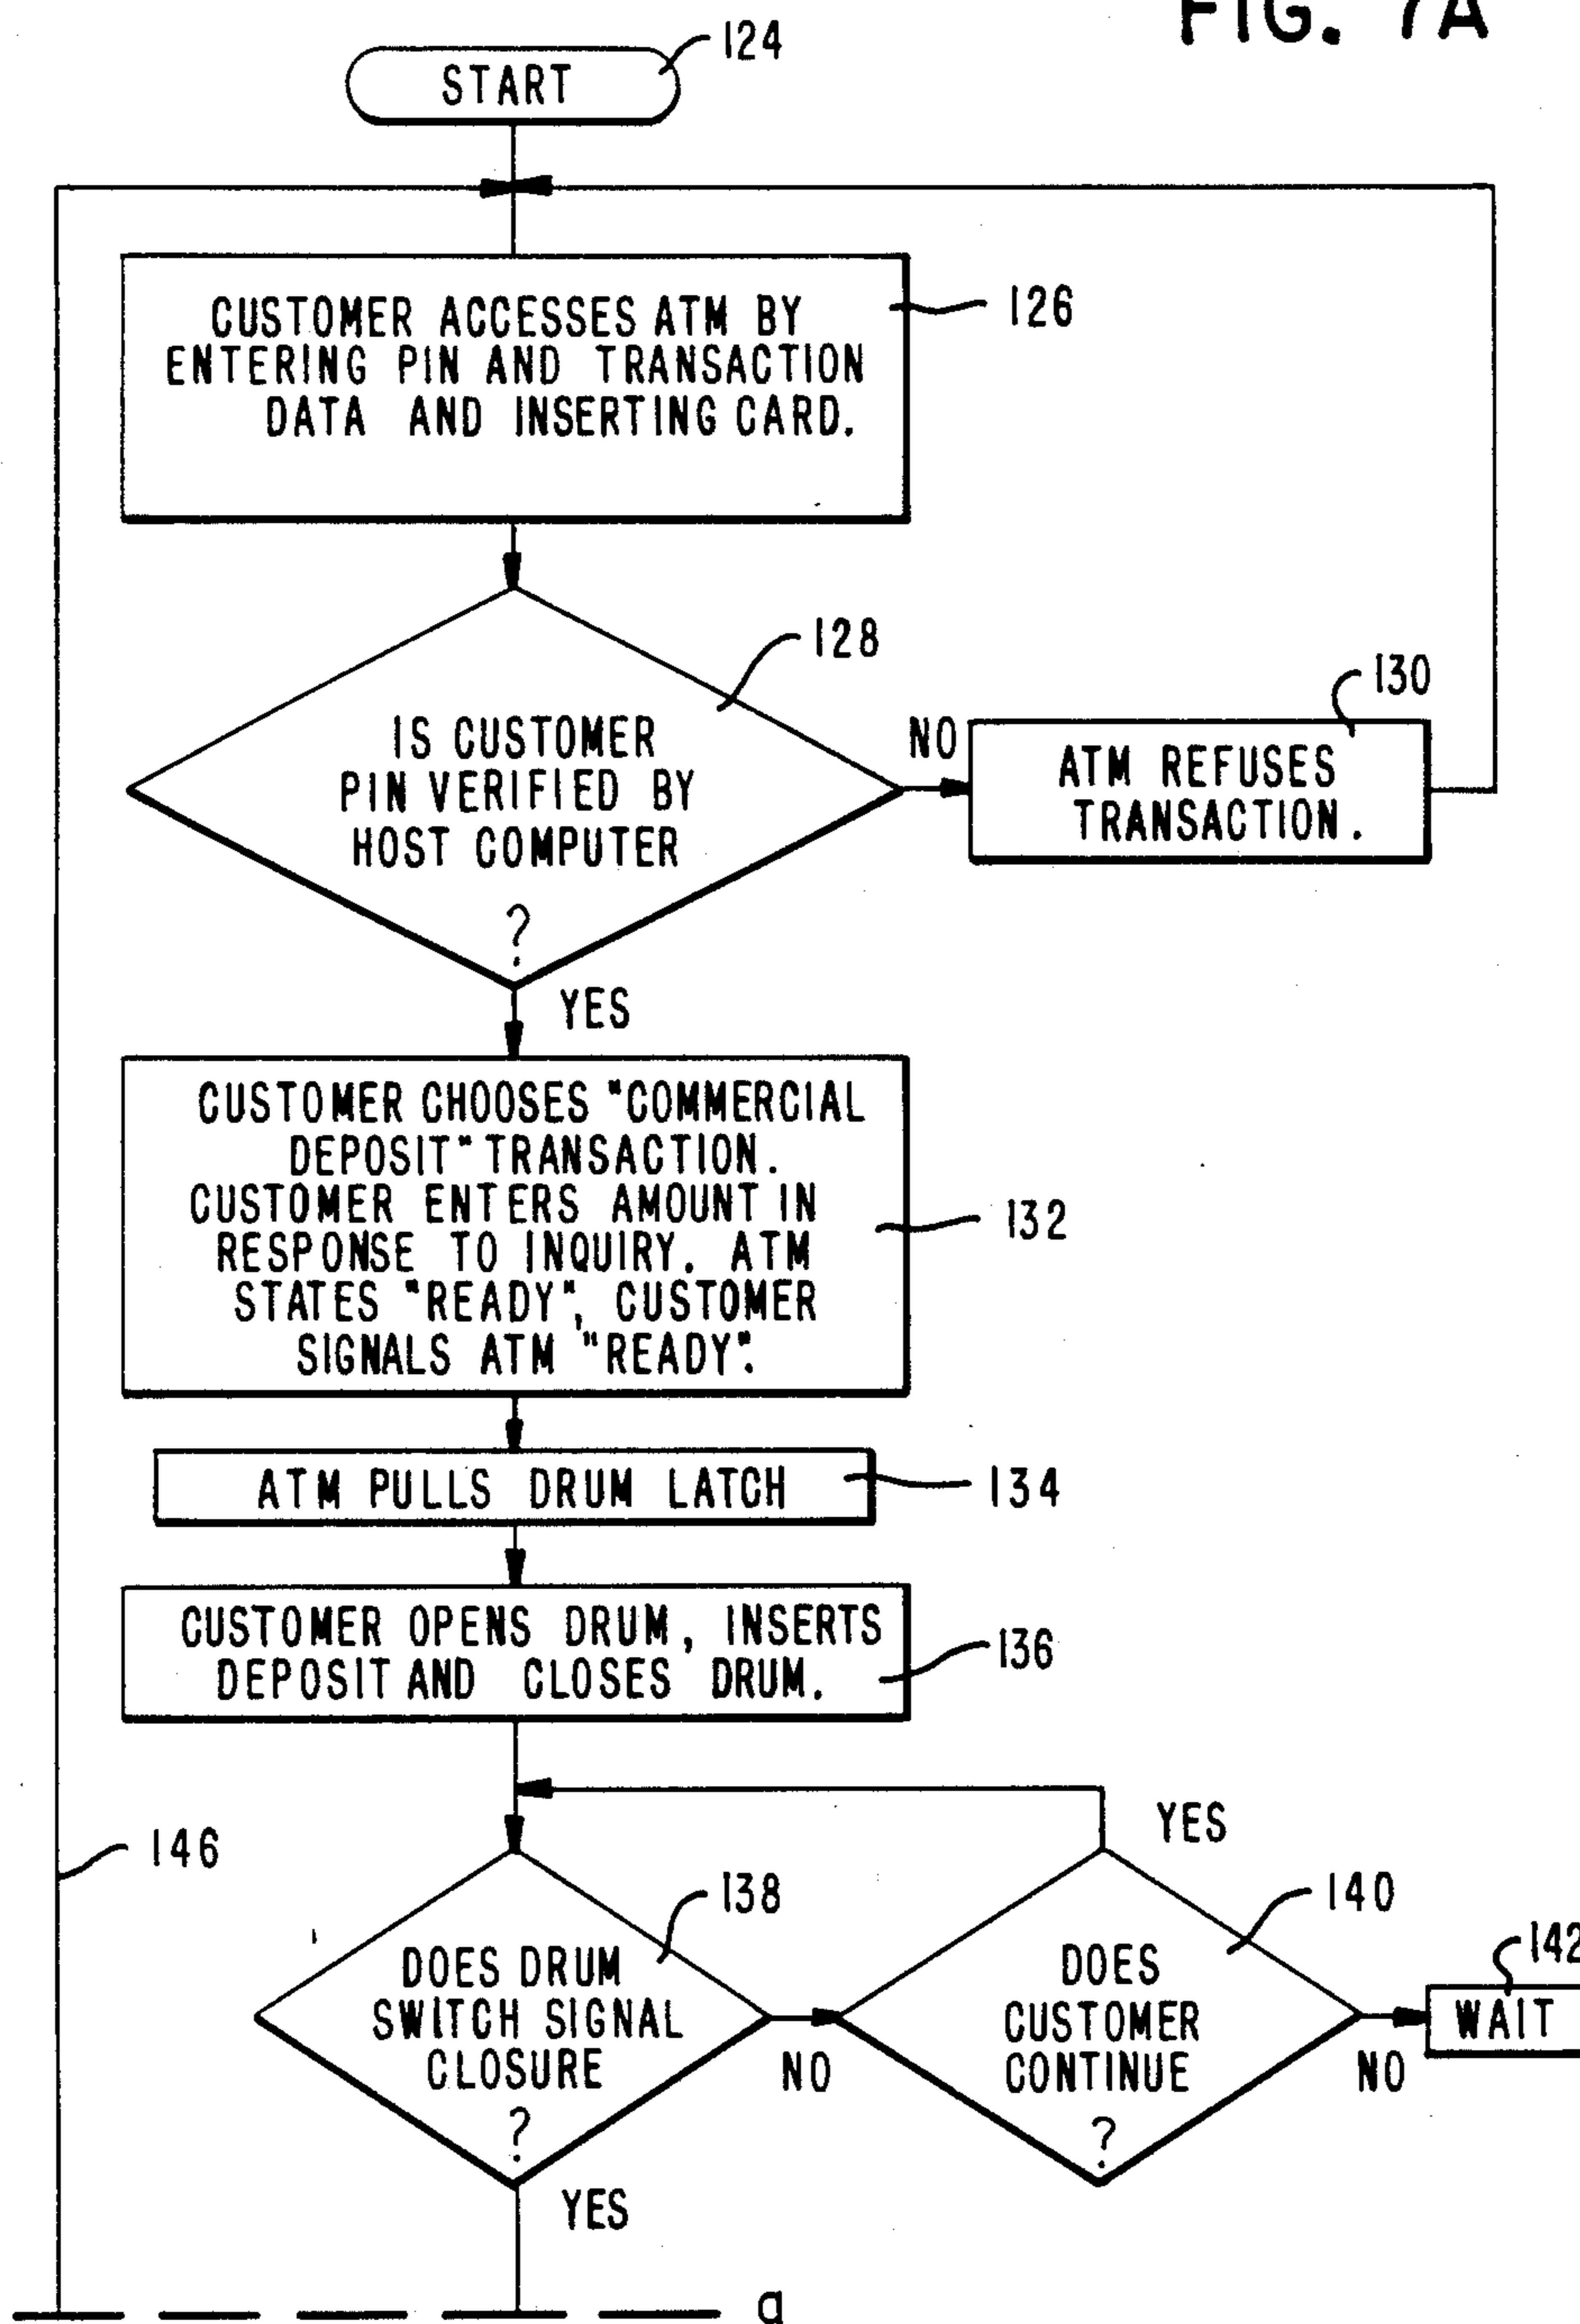 FIG. 7A
START
124
CUSTOMER ACCESSES ATM BY
ENTERING PIN AND TRANSACTION
DATA AND INSERTING CARD.
126
128
IS CUSTOMER
PIN VERIFIED BY
HOST COMPUTER
?
NO
130
ATM REFUSES
TRANSACTION.
YES
CUSTOMER CHOOSES "COMMERCIAL
DEPOSIT" TRANSACTION.
CUSTOMER ENTERS AMOUNT IN
RESPONSE TO INQUIRY. ATM
STATES "READY", CUSTOMER
SIGNALS ATM "READY".
132
ATM PULLS DRUM LATCH
134
CUSTOMER OPENS DRUM, INSERTS
DEPOSIT AND CLOSES DRUM.
136
YES
146
138
140
DOES DRUM
SWITCH SIGNAL
CLOSURE
?
NO
DOES
CUSTOMER
CONTINUE
?
NO
142
WAIT
YES
a